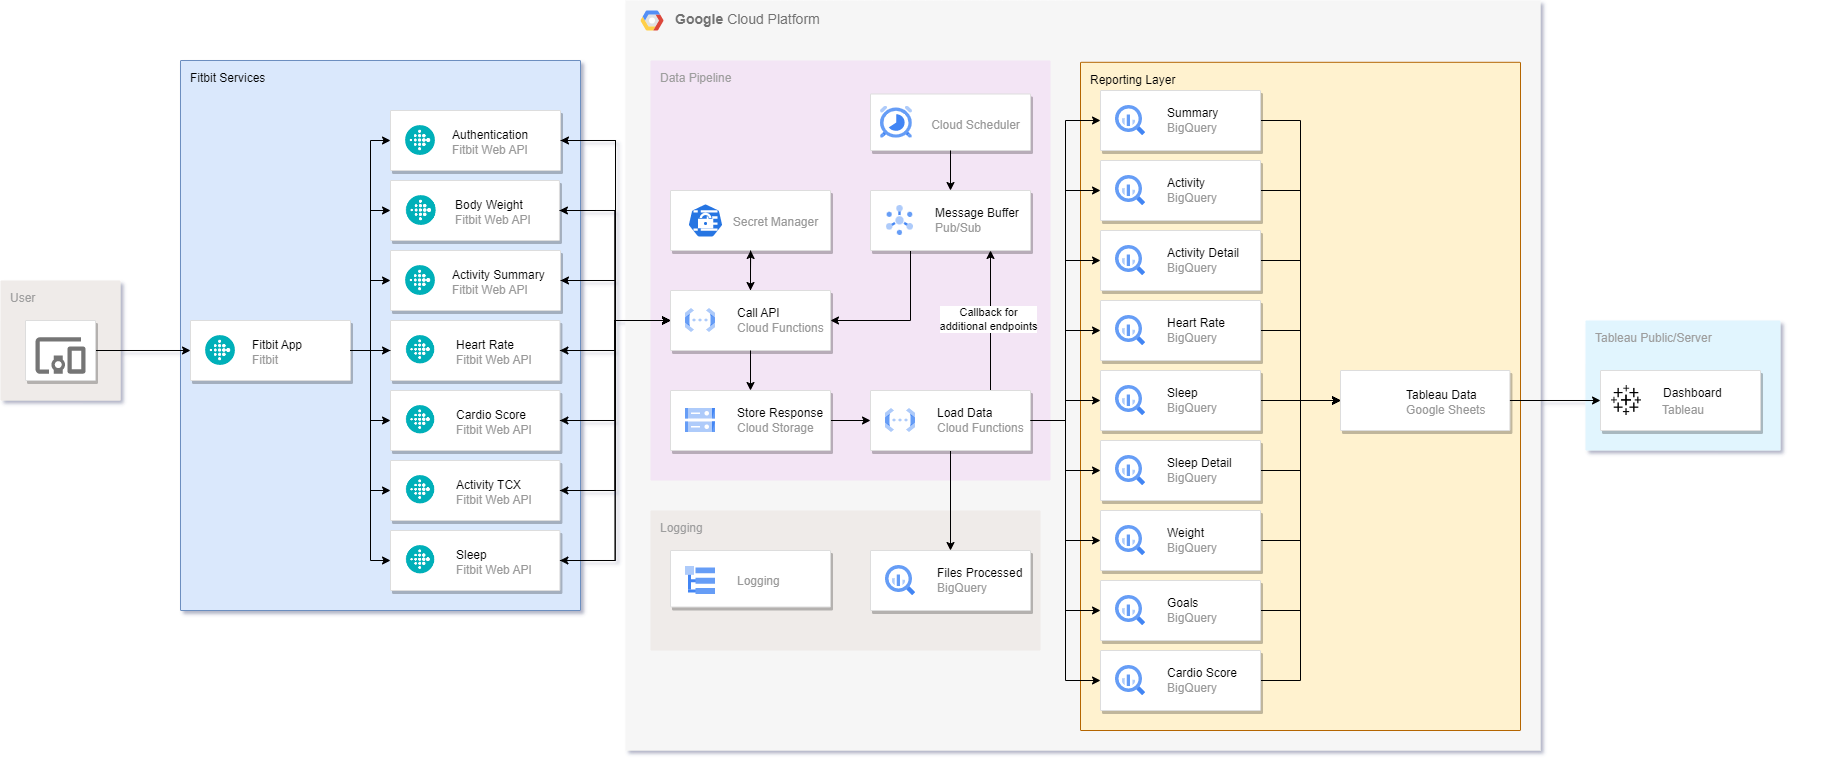 Google Cloud Platform
User
Fitbit Services
Fitbit App
Fitbit
Authentication
Fitbit Web API
Body Weight
Fitbit Web API
Activity Summary
Fitbit Web API
Heart Rate
Fitbit Web API
Cardio Score
Fitbit Web API
Activity TCX
Fitbit Web API
Sleep
Fitbit Web API
Data Pipeline
Cloud Scheduler
Secret Manager
Message Buffer
Pub/Sub
Call API
Cloud Functions
Callback for
additional endpoints
Store Response
Cloud Storage
Load Data
Cloud Functions
Logging
Logging
Files Processed
BigQuery
Reporting Layer
Summary
BigQuery
Activity
BigQuery
Activity Detail
BigQuery
Heart Rate
BigQuery
Sleep
BigQuery
Sleep Detail
BigQuery
Weight
BigQuery
Goals
BigQuery
Cardio Score
BigQuery
Tableau Data
Google Sheets
Tableau Public/Server
Dashboard
Tableau